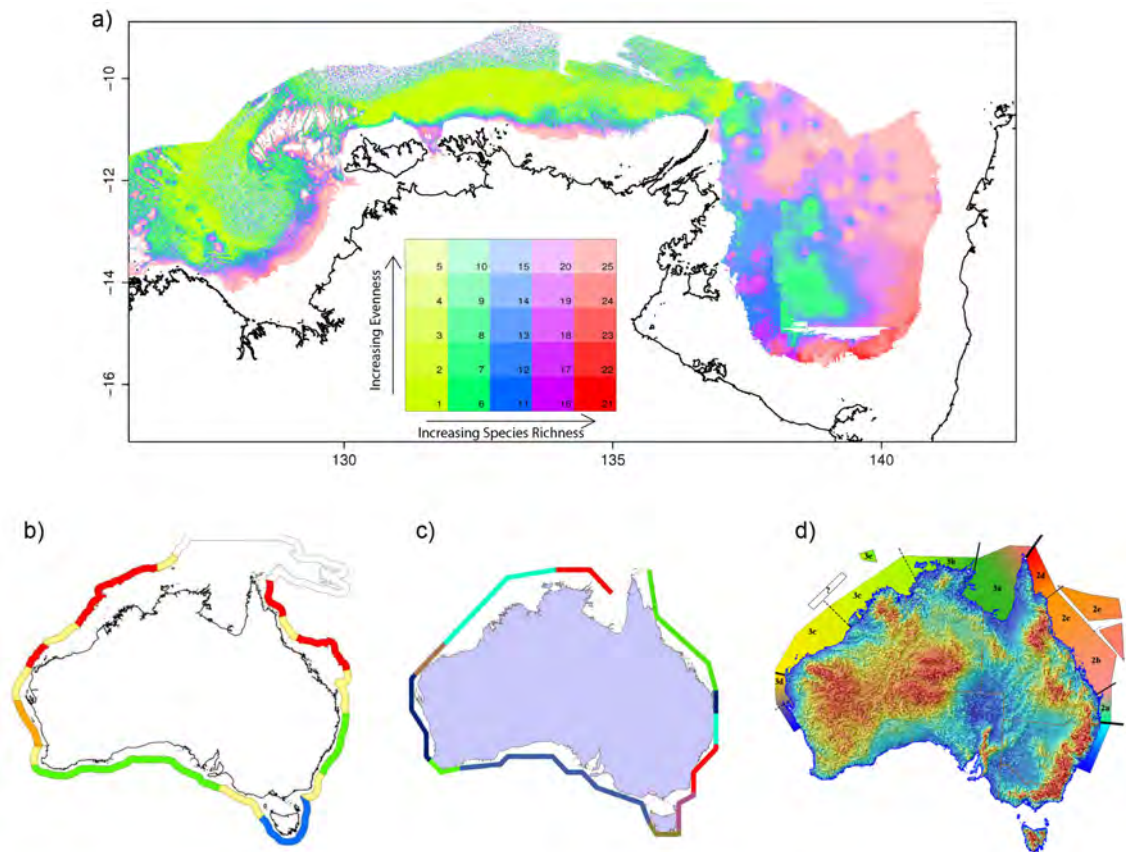 a)
-10
-12
-14
-16
130
135
140
Increasing Evenness
5 10 15 20 25
4 9 14 19 24
3 8 13 18 23
2 7 12 17 22
1 6 11 16 21
Increasing Species Richness
b)
c)
d)
3c
3b
3a
2d
2c
3c
2b
3d
2a